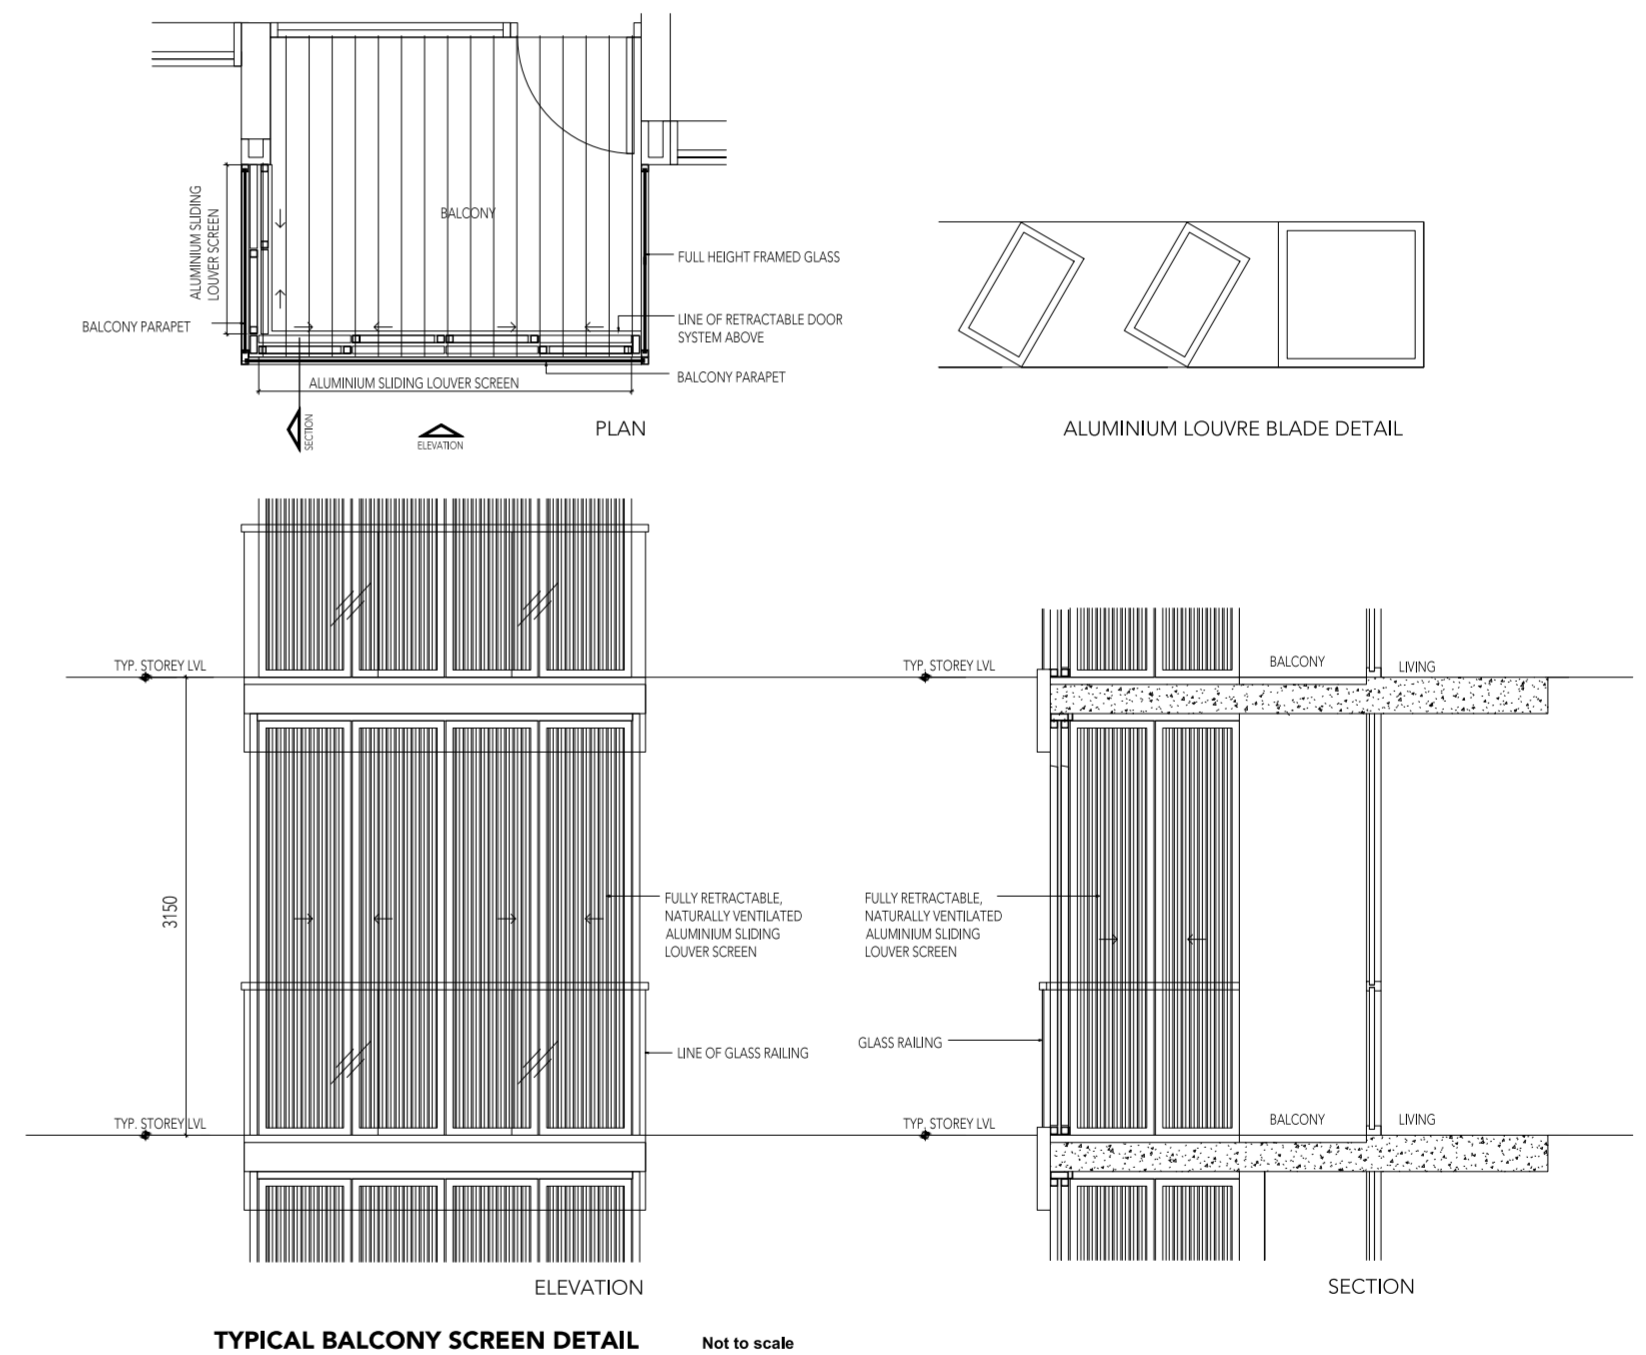 BALCONY
ALUMINIUM SLIDING
LOUVER SCREEN
FULL HEIGHT FRAMED GLASS
BALCONY PARAPET
LINE OF RETRACTABLE DOOR
SYSTEM ABOVE
BALCONY PARAPET
ALUMINIUM SLIDING LOUVER SCREEN
SECTION
ELEVATION
PLAN
ALUMINIUM LOUVRE BLADE DETAIL
TYP. STOREY LVL
TYP. STOREY LVL
BALCONY
LIVING
3150
FULLY RETRACTABLE,
NATURALLY VENTILATED
ALUMINIUM SLIDING
LOUVER SCREEN
FULLY RETRACTABLE,
NATURALLY VENTILATED
ALUMINIUM SLIDING
LOUVER SCREEN
LINE OF GLASS RAILING
GLASS RAILING
TYP. STOREY LVL
TYP. STOREY LVL
BALCONY
LIVING
ELEVATION
SECTION
TYPICAL BALCONY SCREEN DETAIL
Not to scale